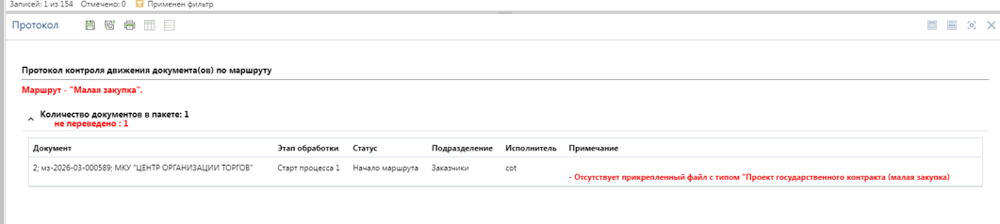 Записей: 1 из 154 Отмечено: 0 Применен фильтр
Протокол
Протокол контроля движения документа(ов) по маршруту
Маршрут - "Малая закупка".
Количество документов в пакете: 1
не переведено : 1
Документ Этап обработки Статус Подразделение Исполнитель Примечание
2; мз-2026-03-000589; МКУ "ЦЕНТР ОРГАНИЗАЦИИ ТОРГОВ" Старт процесса 1 Начало маршрута Заказчики cot
- Отсутствует прикрепленный файл с типом "Проект государственного контракта (малая закупка)